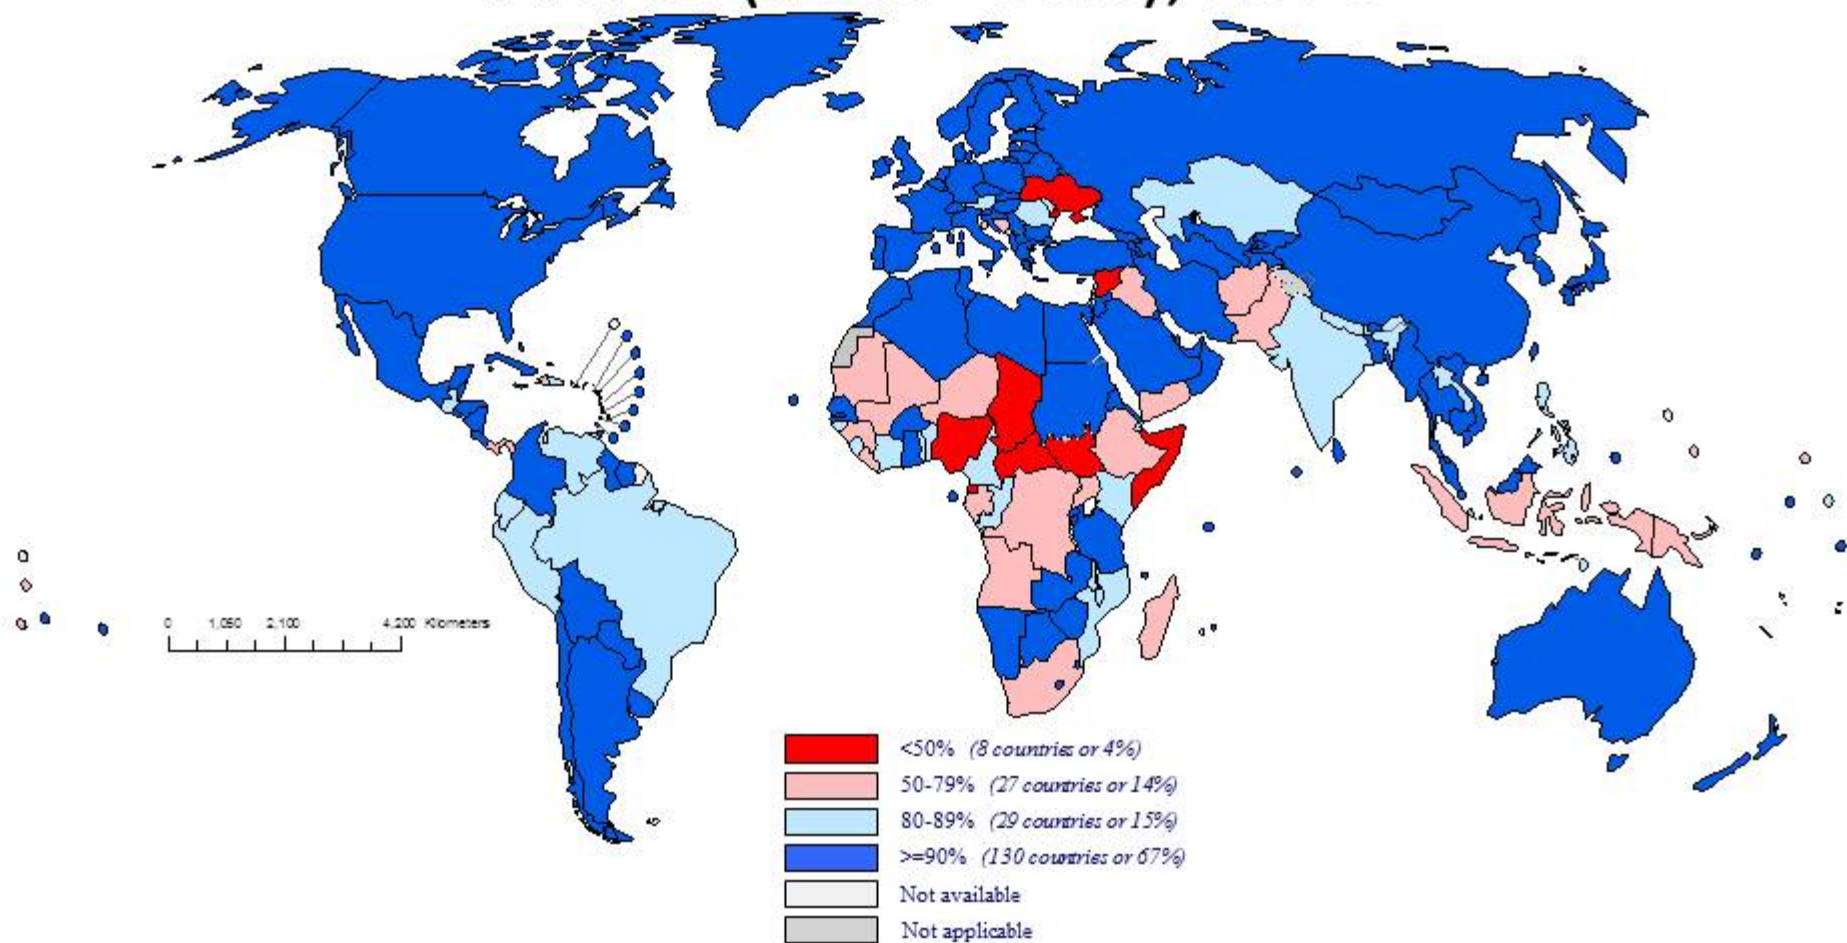 0 1,050 2,100 4,200 Kilometers
<50% (8 countries or 4%)
50-79% (27 countries or 14%)
80-89% (29 countries or 15%)
>=90% (130 countries or 67%)
Not available
Not applicable